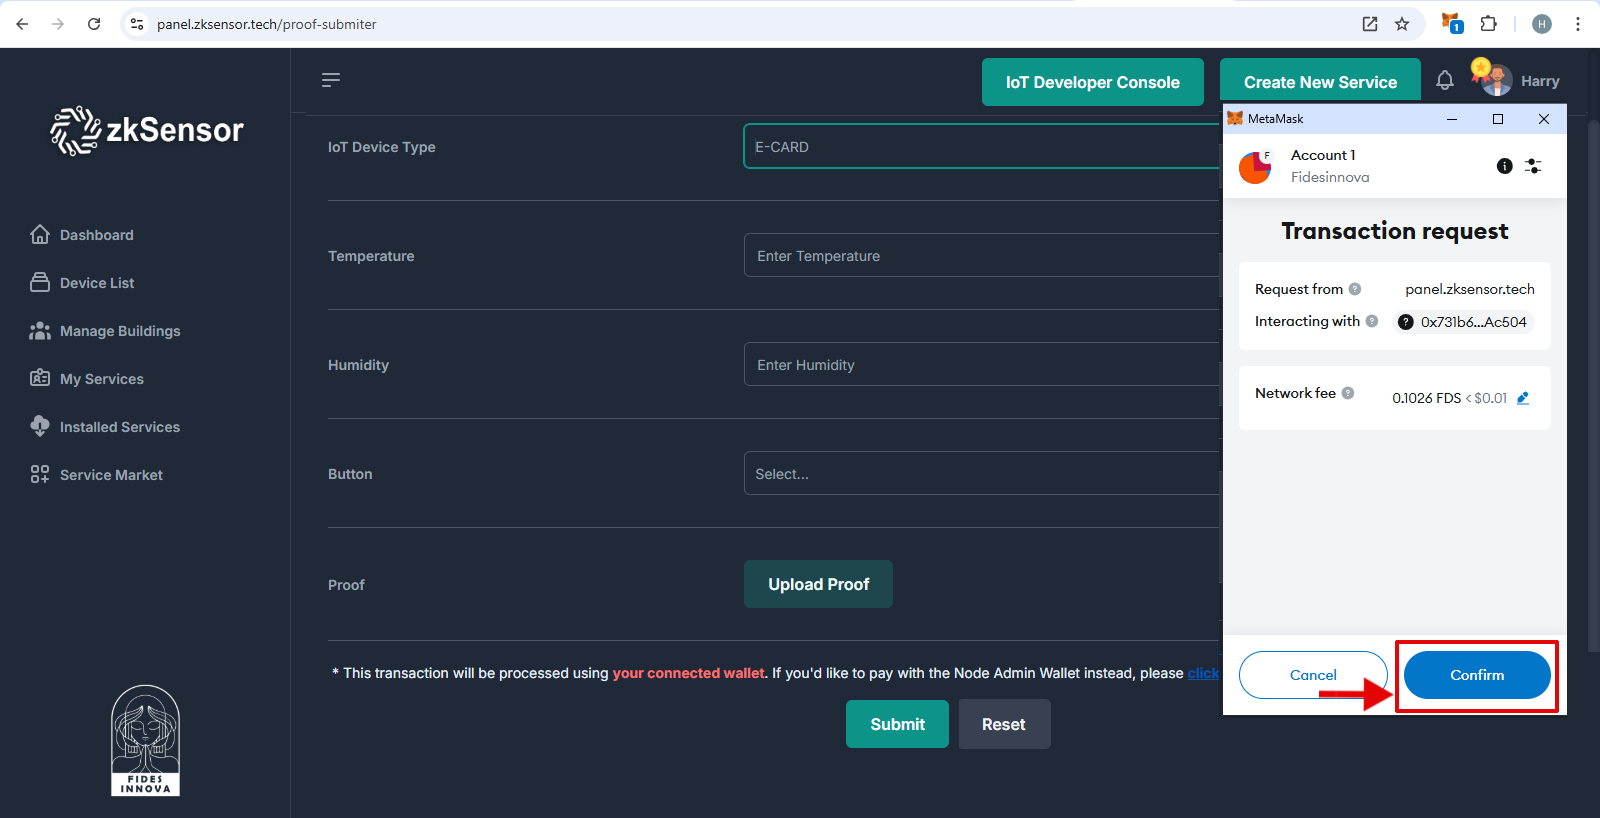 panel.zksensor.tech/proof-submiter
1
H
zkSensor
IoT Developer Console
Create New Service
Harry
Dashboard
Device List
Manage Buildings
My Services
Installed Services
Service Market
FIDES
INNOVA
IoT Device Type
E-CARD
Temperature
Enter Temperature
Humidity
Enter Humidity
Button
Select...
Proof
Upload Proof
* This transaction will be processed using your connected wallet. If you'd like to pay with the Node Admin Wallet instead, please click
Submit
Reset
MetaMask
F
Account 1
Fidesinnova
Transaction request
Request from
panel.zksensor.tech
Interacting with
0x731b6...Ac504
Network fee
0.1026 FDS < $0.01
Cancel
Confirm